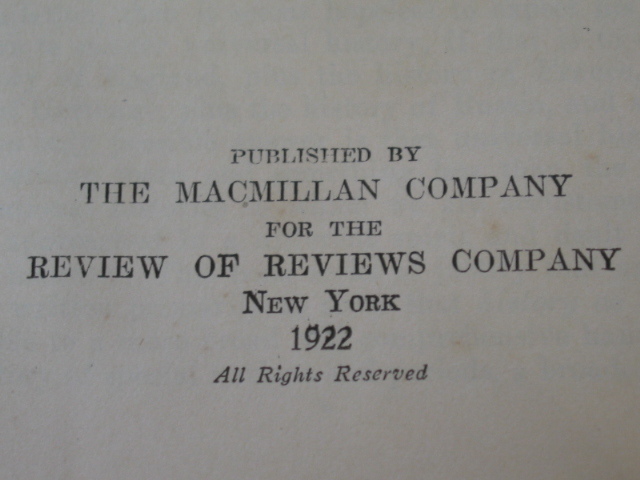 PUBLISHED BY
THE MACMILLAN COMPANY
FOR THE
REVIEW OF REVIEWS COMPANY
NEW YORK
1922
All Rights Reserved